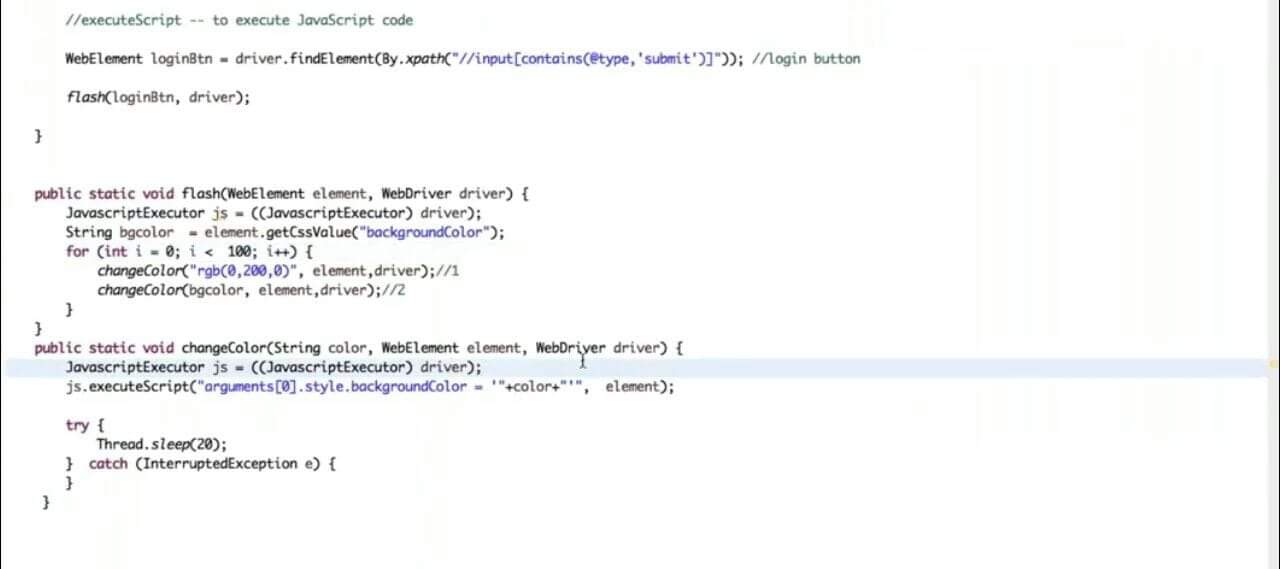 //executeScript -- to execute JavaScript code
WebElement loginBtn = driver.findElement(By.xpath("//input[contains(@type,'submit')]")); //login button
flash(loginBtn, driver);
}
public static void flash(WebElement element, WebDriver driver) {
JavascriptExecutor js = ((JavascriptExecutor) driver);
String bgcolor = element.getCssValue("backgroundColor");
for (int i = 0; i < 100; i++) {
changeColor("rgb(0,200,0)", element,driver);//1
changeColor(bgcolor, element,driver);//2
}
}
public static void changeColor(String color, WebElement element, WebDriver driver) {
JavascriptExecutor js = ((JavascriptExecutor) driver);
js.executeScript("arguments[0].style.backgroundColor = '"+color+"'", element);
try {
Thread.sleep(20);
} catch (InterruptedException e) {
}
}